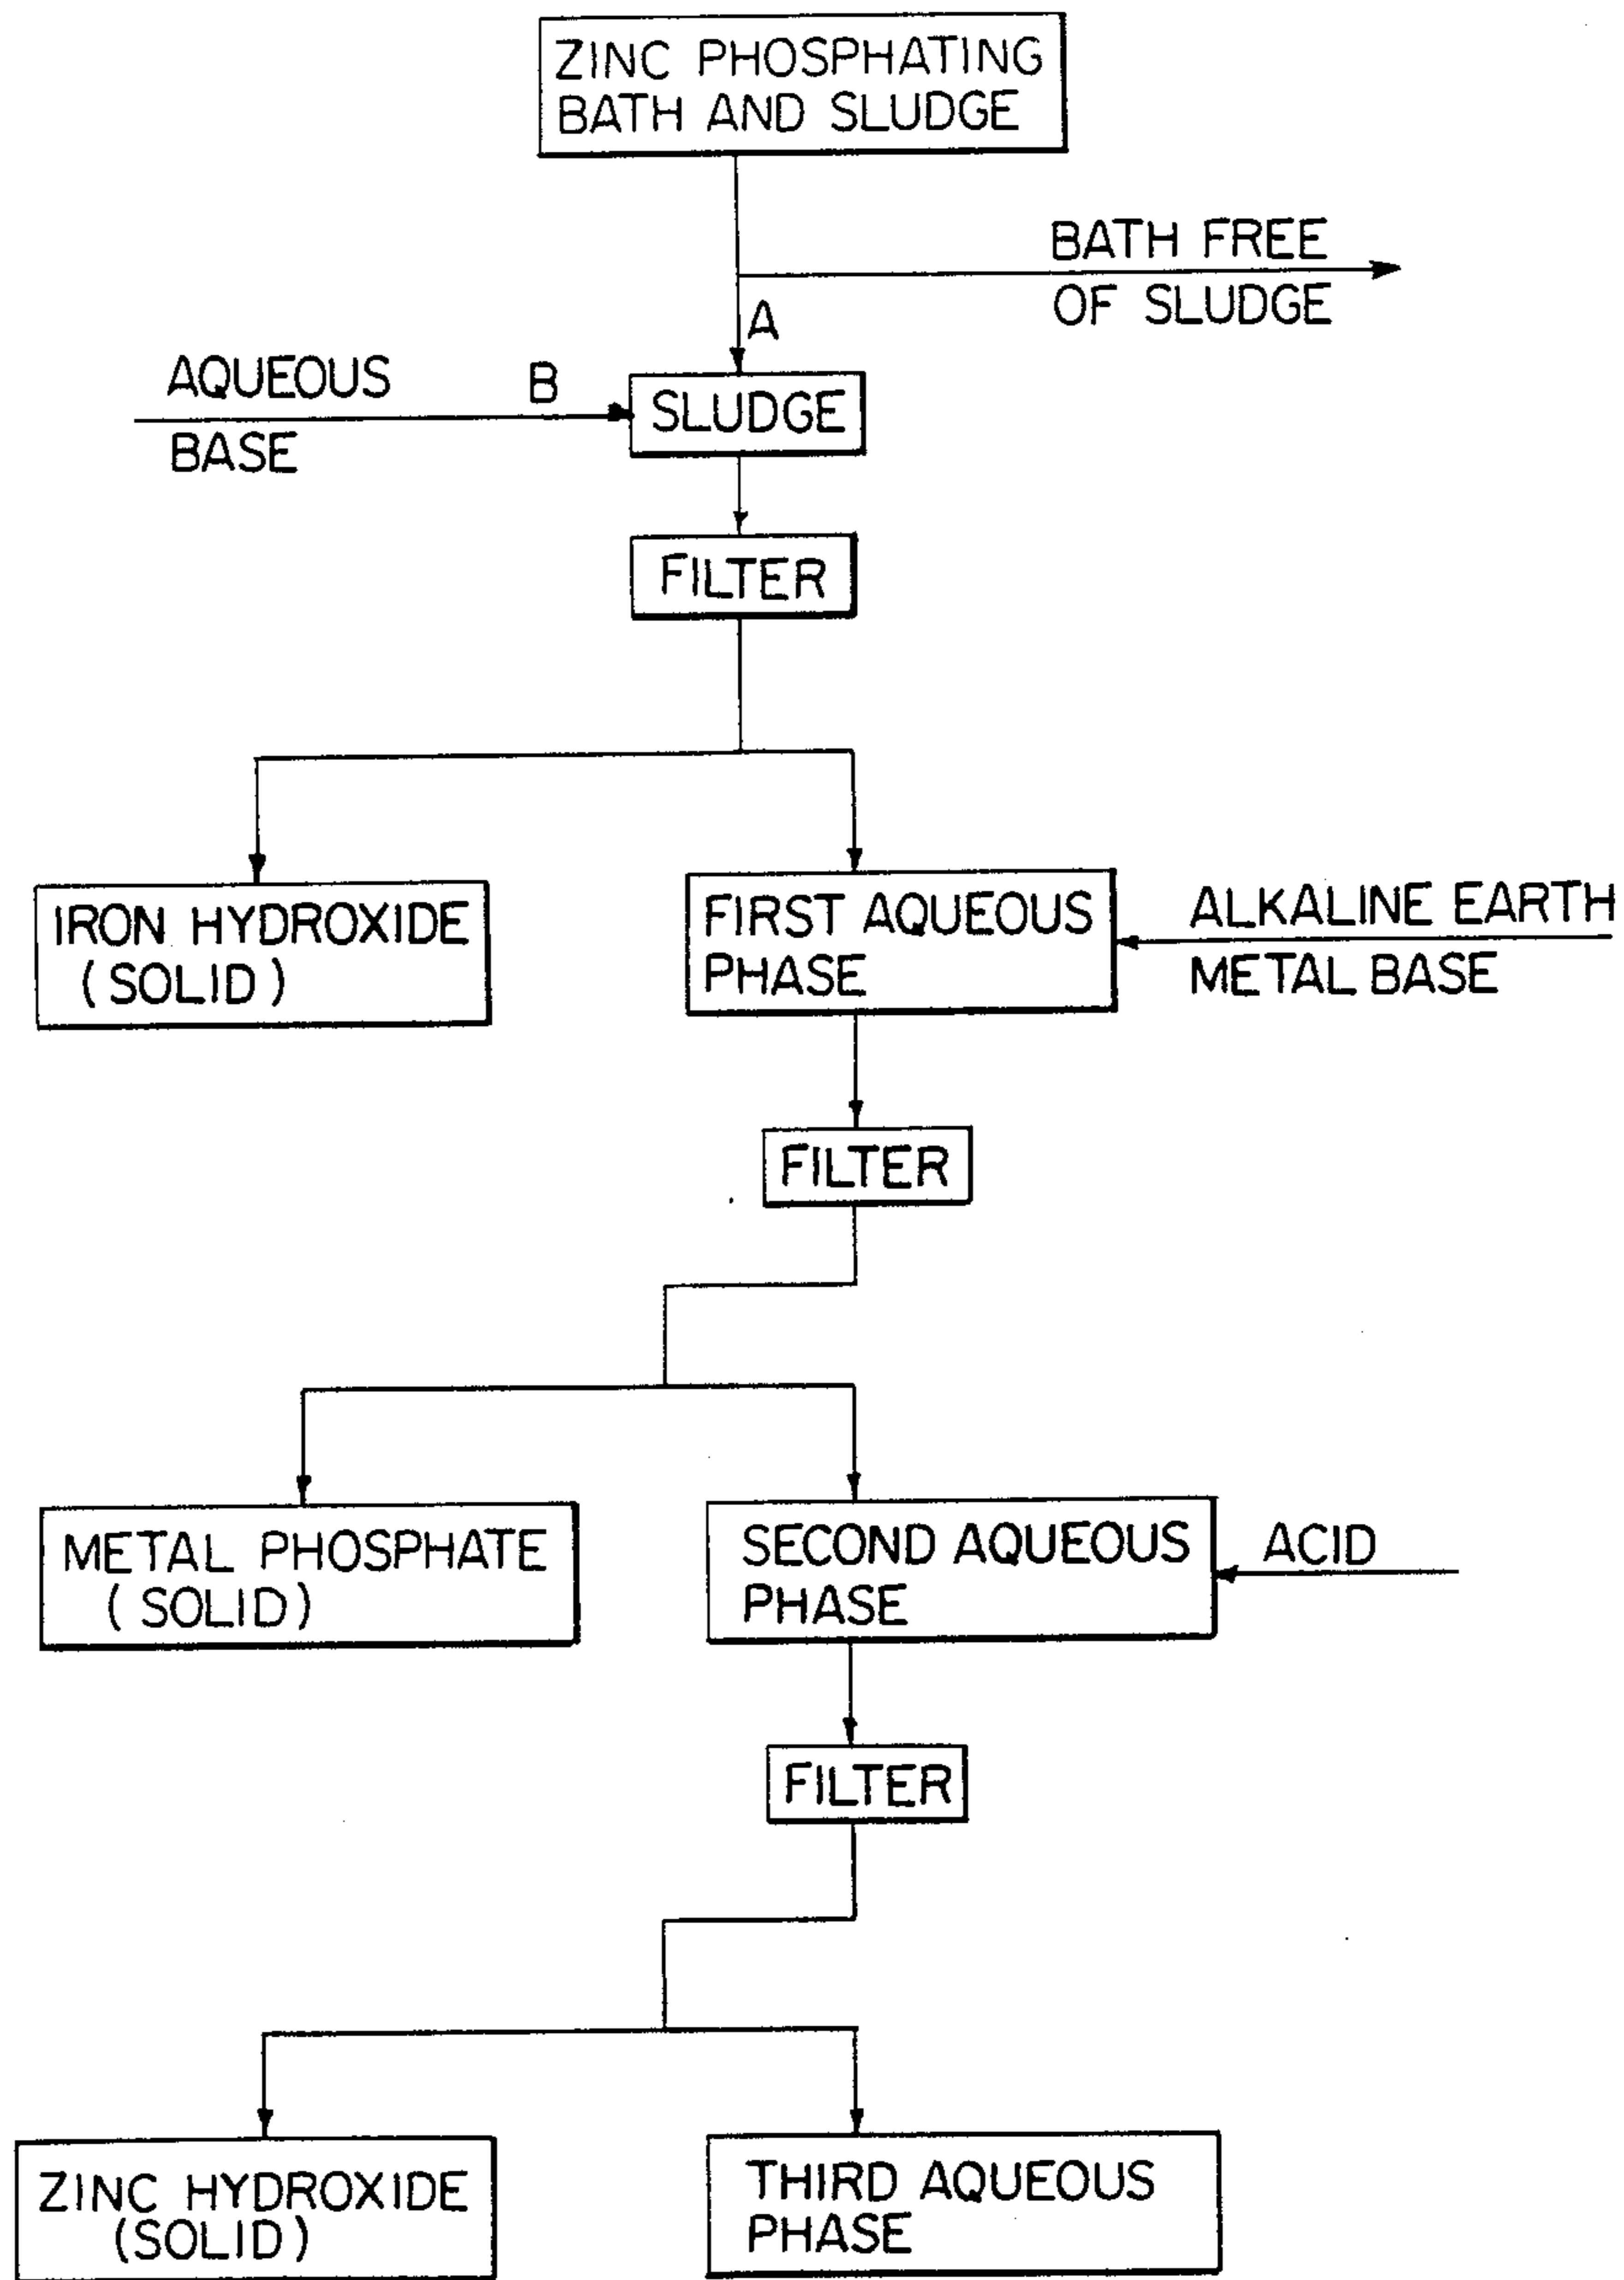 ZINC PHOSPHATING
BATH AND SLUDGE
BATH FREE
OF SLUDGE
A
AQUEOUS
BASE
B
SLUDGE
FILTER
IRON HYDROXIDE
(SOLID)
FIRST AQUEOUS
PHASE
ALKALINE EARTH
METAL BASE
FILTER
METAL PHOSPHATE
(SOLID)
SECOND AQUEOUS
PHASE
ACID
FILTER
ZINC HYDROXIDE
(SOLID)
THIRD AQUEOUS
PHASE